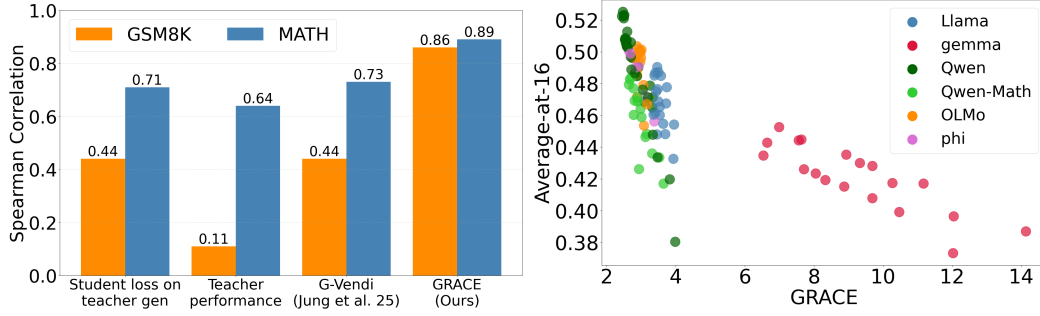 GSM8K
MATH
Spearman Correlation
1.0
0.8
0.6
0.4
0.2
0.0
0.44
0.71
0.11
0.64
0.44
0.73
0.86
0.89
Student loss on
teacher gen
Teacher
performance
G-Vendi
(Jung et al. 25)
GRACE
(Ours)
Average-at-16
0.52
0.50
0.48
0.46
0.44
0.42
0.40
0.38
Llama
gemma
Qwen
Qwen-Math
OLMo
phi
2
4
6
8
10
12
14
GRACE